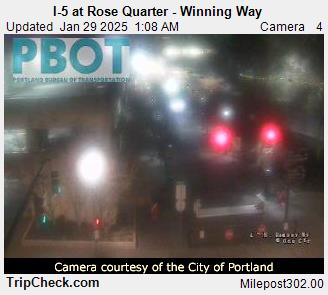 I-5 at Rose Quarter - Winning Way
Updated Jan 29 2025 1:08 AM Camera 4
PBOT
PORTLAND BUREAU OF TRANSPORTATION
Camera courtesy of the City of Portland
TripCheck.com Milepost302.00